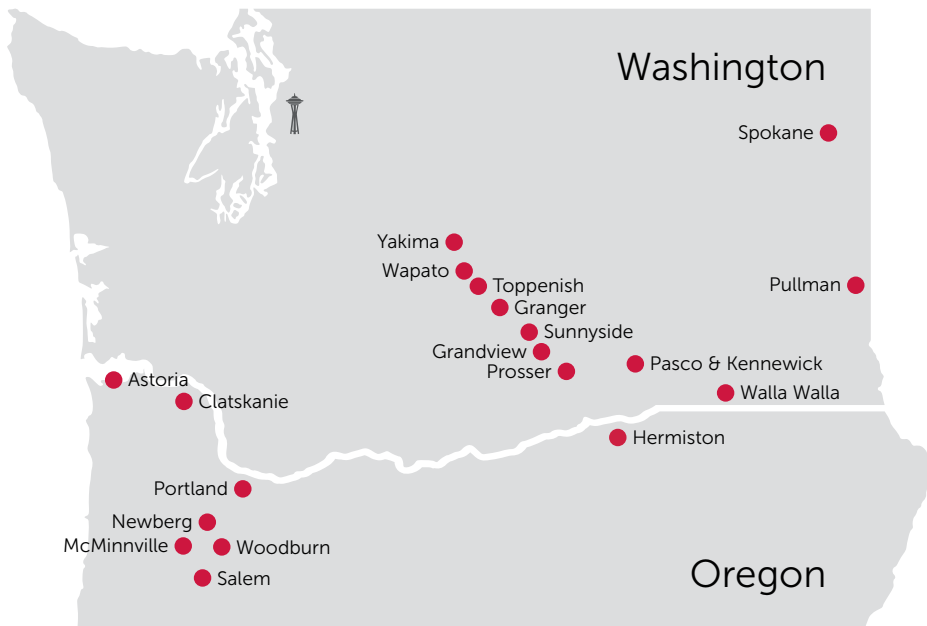 Washington
Spokane
Yakima
Wapato
Toppenish
Pullman
Granger
Sunnyside
Grandview
Prosser
Pasco & Kennewick
Astoria
Walla Walla
Clatskanie
Hermiston
Portland
Newberg
McMinnville
Woodburn
Salem
Oregon